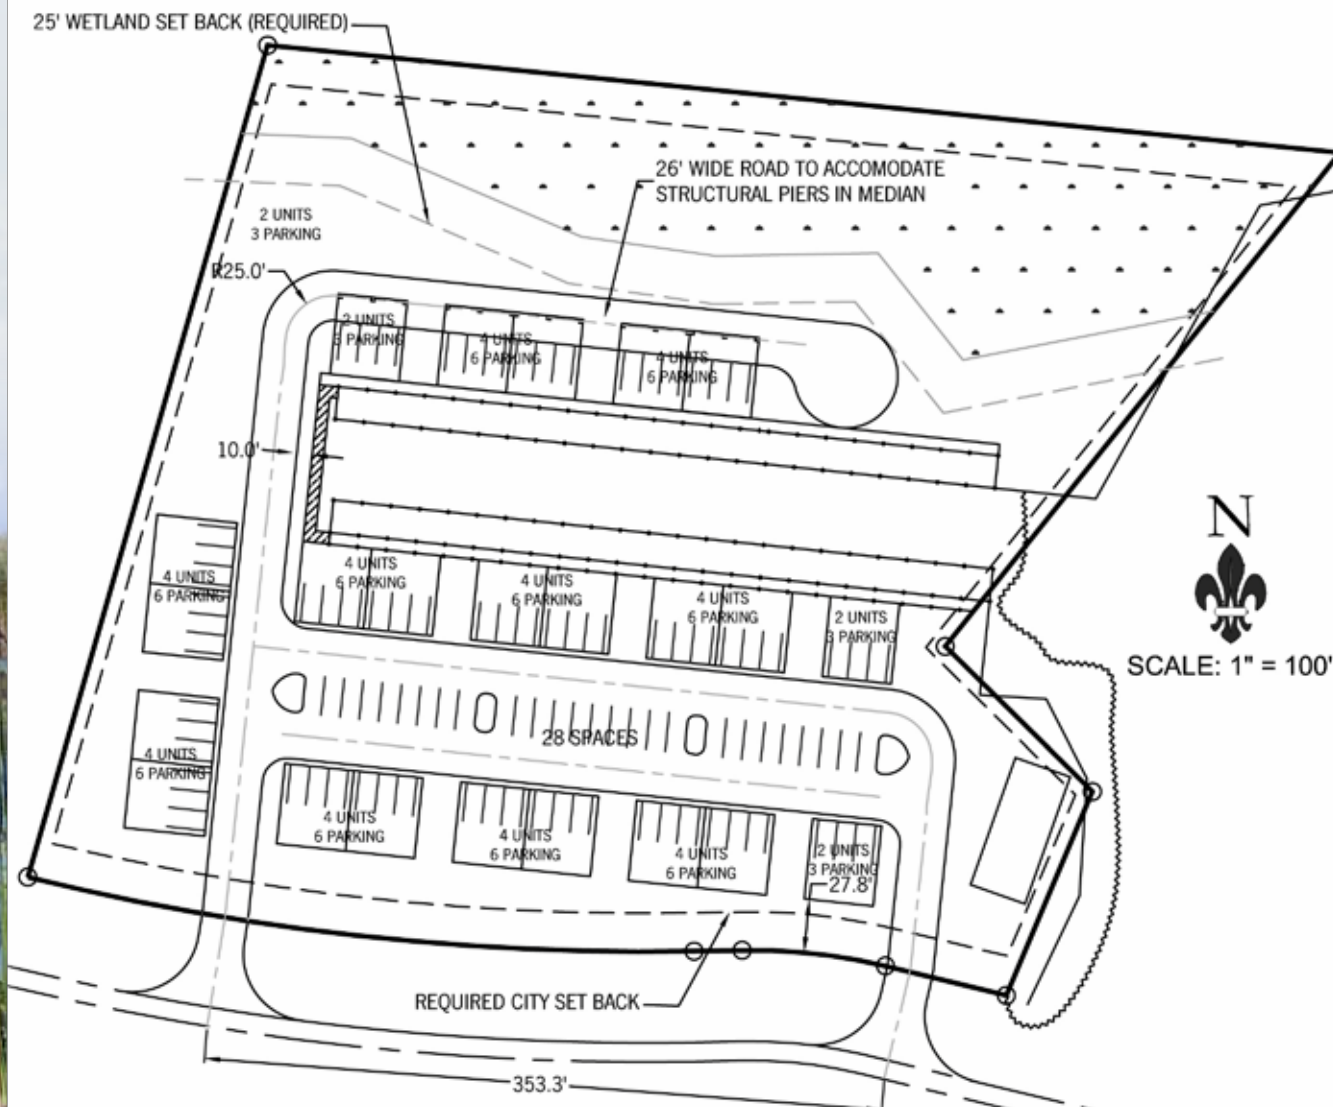 25' WETLAND SET BACK (REQUIRED)
26' WIDE ROAD TO ACCOMODATE
STRUCTURAL PIERS IN MEDIAN
2 UNITS
3 PARKING
R25.0'
2 UNITS
3 PARKING
4 UNITS
6 PARKING
4 UNITS
6 PARKING
10.0'
N
SCALE: 1" = 100'
4 UNITS
6 PARKING
4 UNITS
6 PARKING
4 UNITS
6 PARKING
4 UNITS
6 PARKING
2 UNITS
3 PARKING
28 SPACES
4 UNITS
6 PARKING
4 UNITS
6 PARKING
4 UNITS
6 PARKING
4 UNITS
6 PARKING
2 UNITS
3 PARKING
27.8'
REQUIRED CITY SET BACK
353.3'